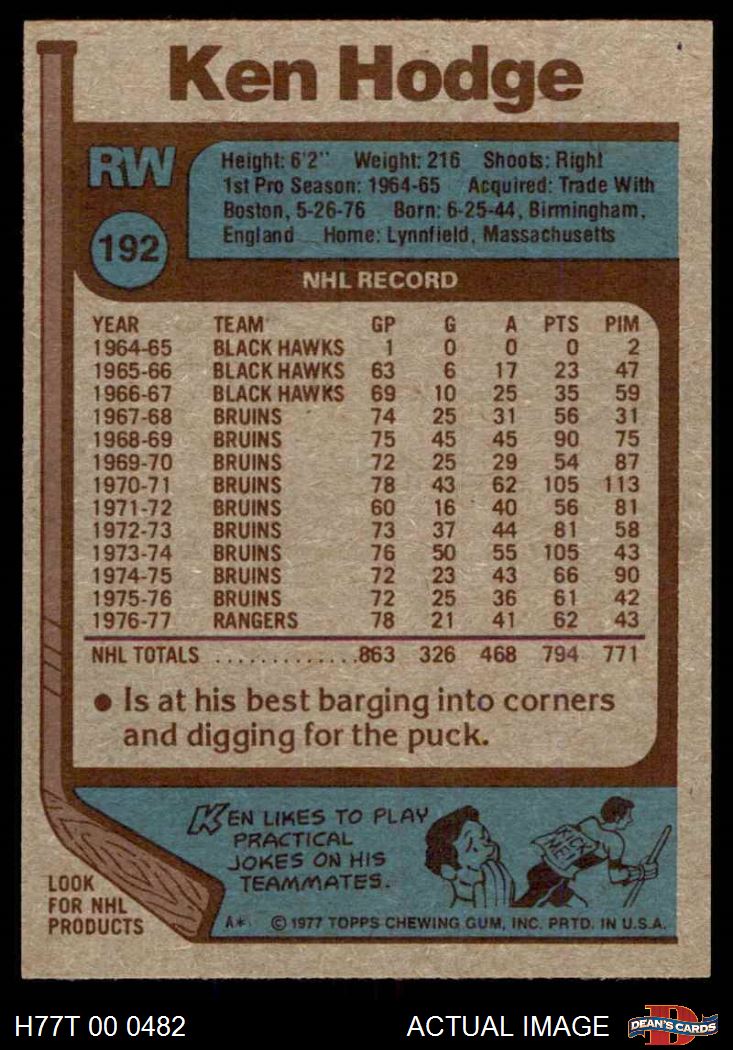 Ken Hodge
RW
192
Height: 6'2" Weight: 216 Shoots: Right
1st Pro Season: 1964-65 Acquired: Trade With
Boston, 5-26-76 Born: 6-25-44, Birmingham,
England Home: Lynnfield, Massachusetts
NHL RECORD
YEAR TEAM GP G A PTS PIM
1964-65 BLACK HAWKS 1 0 0 0 2
1965-66 BLACK HAWKS 63 6 17 23 47
1966-67 BLACK HAWKS 69 10 25 35 59
1967-68 BRUINS 74 25 31 56 31
1968-69 BRUINS 75 45 45 90 75
1969-70 BRUINS 72 25 29 54 87
1970-71 BRUINS 78 43 62 105 113
1971-72 BRUINS 60 16 40 56 81
1972-73 BRUINS 73 37 44 81 58
1973-74 BRUINS 76 50 55 105 43
1974-75 BRUINS 72 23 43 66 90
1975-76 BRUINS 72 25 36 61 42
1976-77 RANGERS 78 21 41 62 43
NHL TOTALS .............863 326 468 794 771
● Is at his best barging into corners
and digging for the puck.
KEN LIKES TO PLAY
PRACTICAL
JOKES ON HIS
TEAMMATES.
KICK
ME!
LOOK
FOR NHL
PRODUCTS
A* © 1977 TOPPS CHEWING GUM, INC. PRTD. IN U.S.A.
H77T 00 0482 ACTUAL IMAGE
D
DEAN'S CARDS